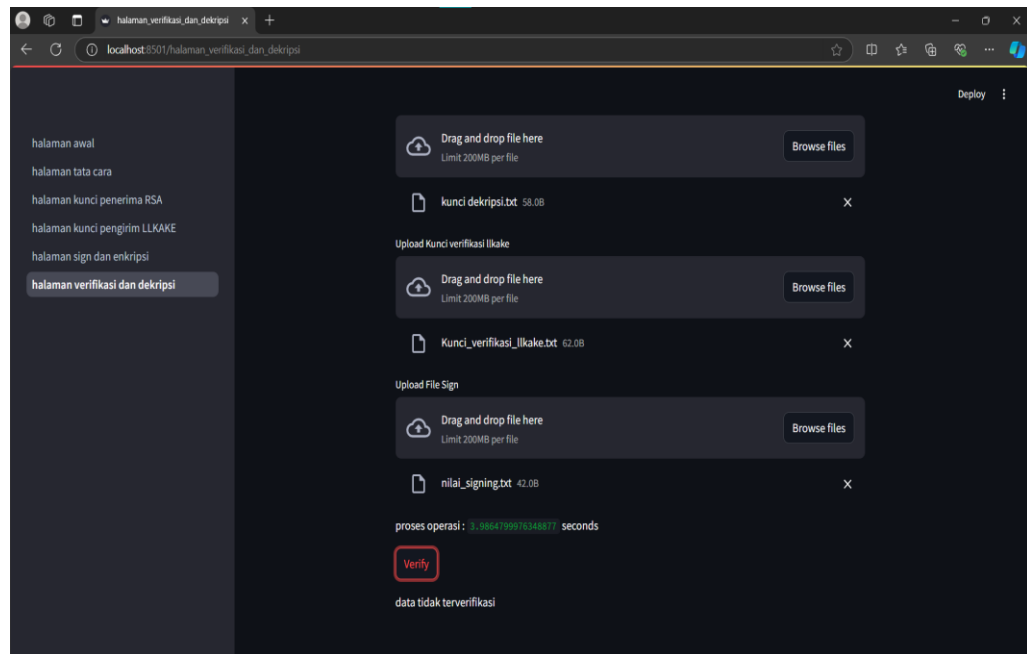 halaman_verifikasi_dan_dekripsi
localhost:8501/halaman_verifikasi_dan_dekripsi
Deploy
halaman awal
halaman tata cara
halaman kunci penerima RSA
halaman kunci pengirim LLKAKE
halaman sign dan enkripsi
halaman verifikasi dan dekripsi
Drag and drop file here
Limit 200MB per file
Browse files
kunci dekripsi.txt 58.0B
Upload Kunci verifikasi llkake
Drag and drop file here
Limit 200MB per file
Browse files
Kunci_verifikasi_llkake.txt 62.0B
Upload File Sign
Drag and drop file here
Limit 200MB per file
Browse files
nilai_signing.txt 42.0B
proses operasi : 3.9864799976348877 seconds
Verify
data tidak terverifikasi